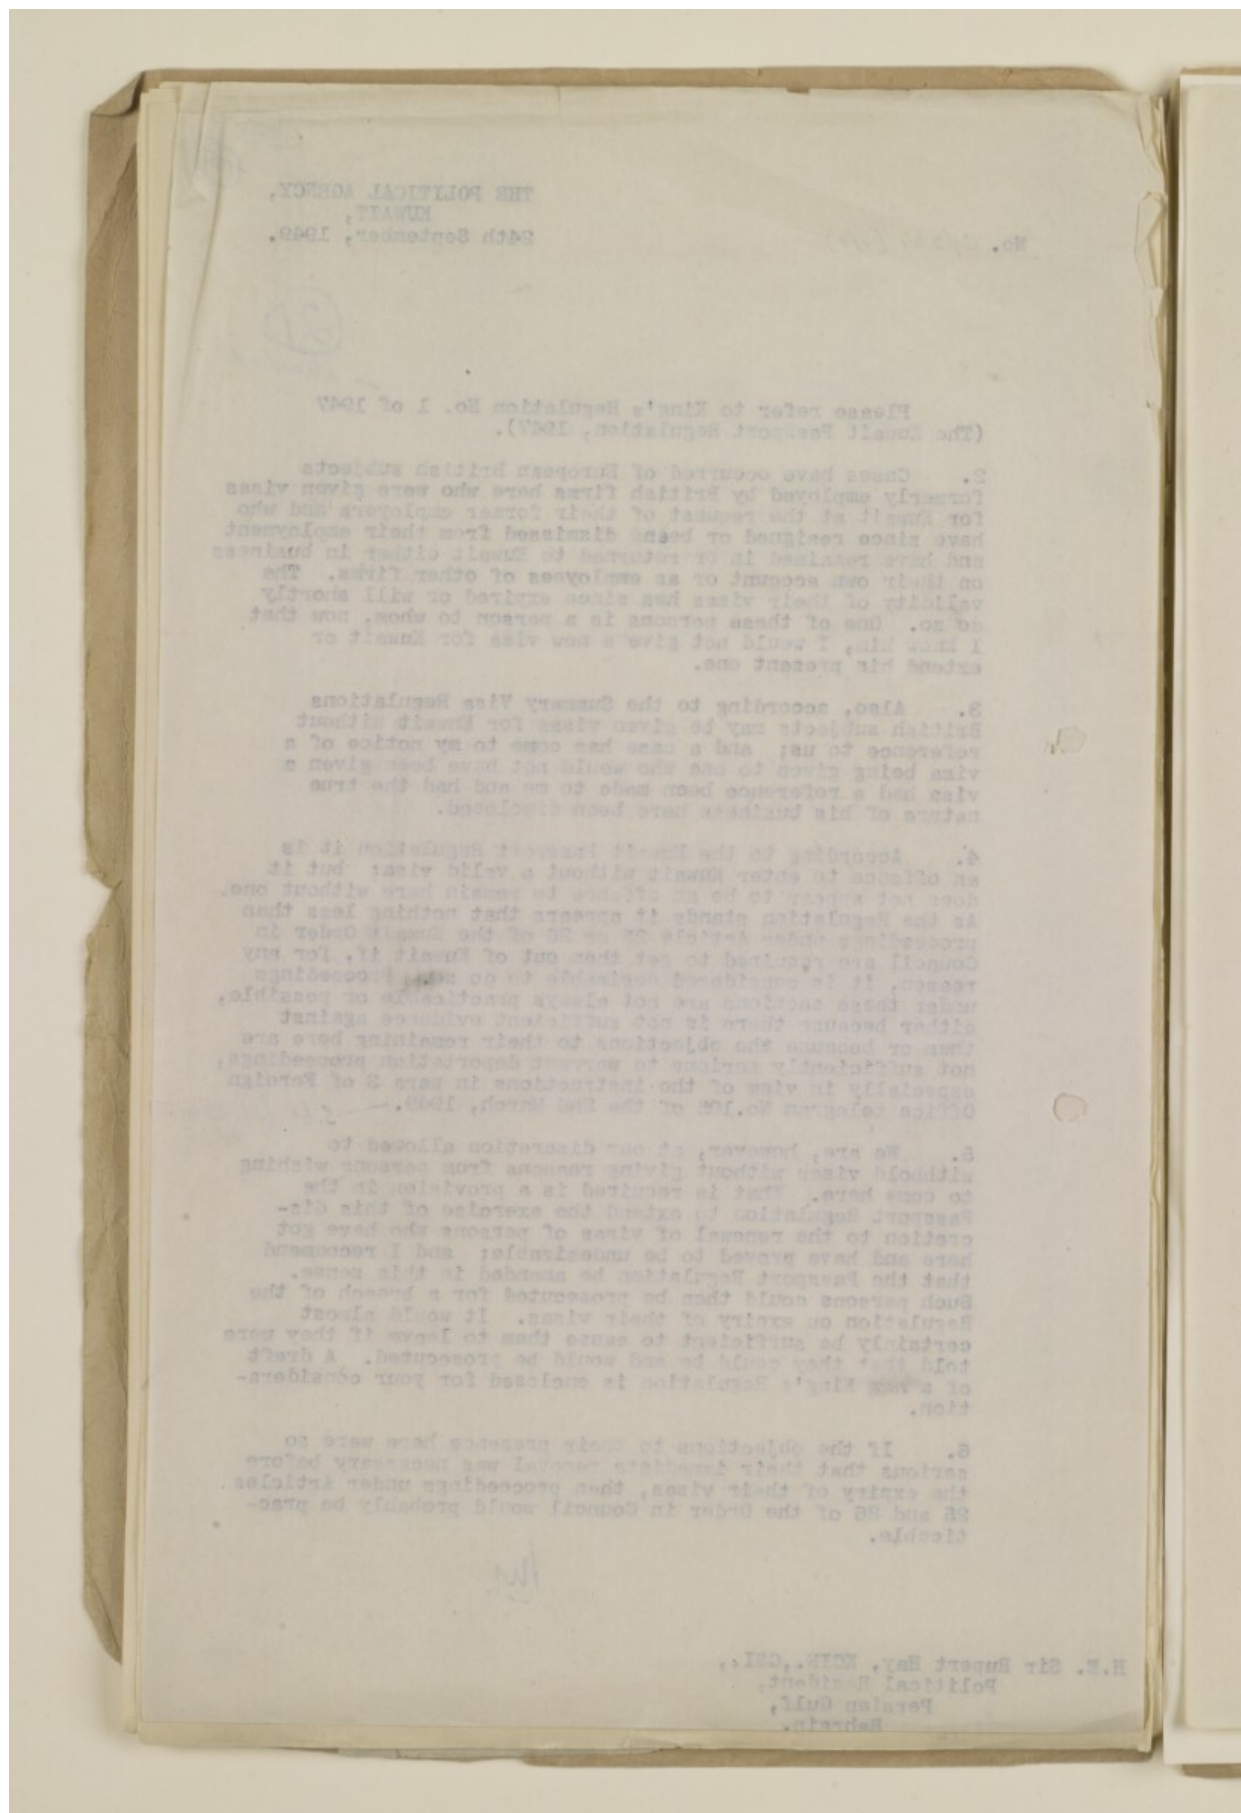 THE POLITICAL AGENCY,
KUWAIT,
24th September, 1949.
No.
21
Please refer to King's Regulation No. 1 of 1947
(The Kuwait Passport Regulation, 1947).
2. Cases have occurred of European British subjects
formerly employed by British firms here who were given visas
for Kuwait at the request of their former employers and who
have since resigned or been dismissed from their employment
and have remained in or returned to Kuwait either in business
on their own account or as employees of other firms. The
validity of their visas has since expired or will shortly
do so. One of these persons is a person to whom, now that
I know him, I would not give a new visa for Kuwait or
extend his present one.
3. Also, according to the Summary Visa Regulations
British subjects may be given visas for Kuwait without
reference to us; and a case has come to my notice of a
visa being given to one who would not have been given a
visa had a reference been made to me and had the true
nature of his business here been disclosed.
4. According to the Kuwait Passport Regulation it is
an offence to enter Kuwait without a valid visa; but it
does not appear to be an offence to remain here without one.
As the Regulation stands it appears that nothing less than
proceedings under Article 25 or 26 of the Kuwait Order in
Council are required to get them out of Kuwait if, for any
reason, it is considered desirable to do so. Proceedings
under these sections are not always practicable or possible,
either because there is not sufficient evidence against
them or because the objections to their remaining here are
not sufficiently serious to warrant deportation proceedings,
especially in view of the instructions in para 3 of Foreign
Office telegram No.106 of the 2nd March, 1949.
5. We are, however, at our discretion allowed to
withhold visas without giving reasons from persons wishing
to come here. What is required is a provision in the
Passport Regulation to extend the exercise of this dis-
cretion to the renewal of visas of persons who have got
here and have proved to be undesirable; and I recommend
that the Passport Regulation be amended in this sense.
Such persons could then be prosecuted for a breach of the
Regulation on expiry of their visas. It would almost
certainly be sufficient to cause them to leave if they were
told that they could be and would be prosecuted. A draft
of a new King's Regulation is enclosed for your considera-
tion.
6. If the objections to their presence here were so
serious that their immediate removal was necessary before
the expiry of their visas, then proceedings under Articles
25 and 26 of the Order in Council would probably be prac-
ticable.
H.E. Sir Rupert Hay, KCIE.,CSI.,
Political Resident,
Persian Gulf,
Bahrain.